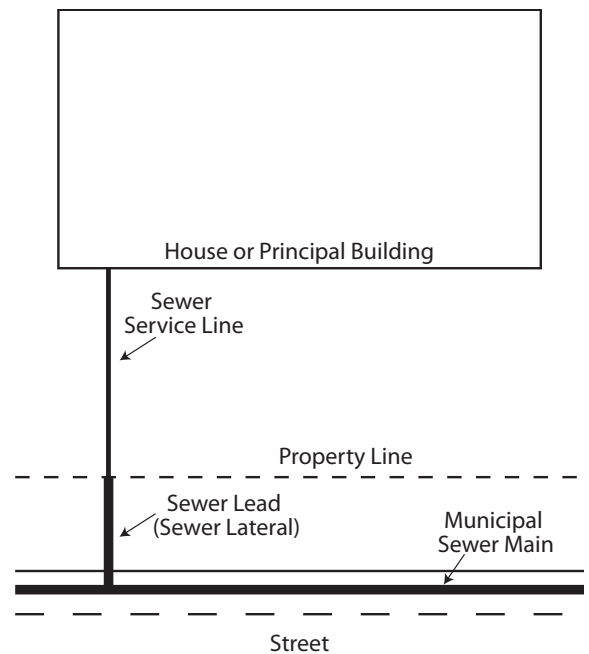 House or Principal Building
Sewer
Service Line
Property Line
Sewer Lead
(Sewer Lateral)
Municipal
Sewer Main
Street